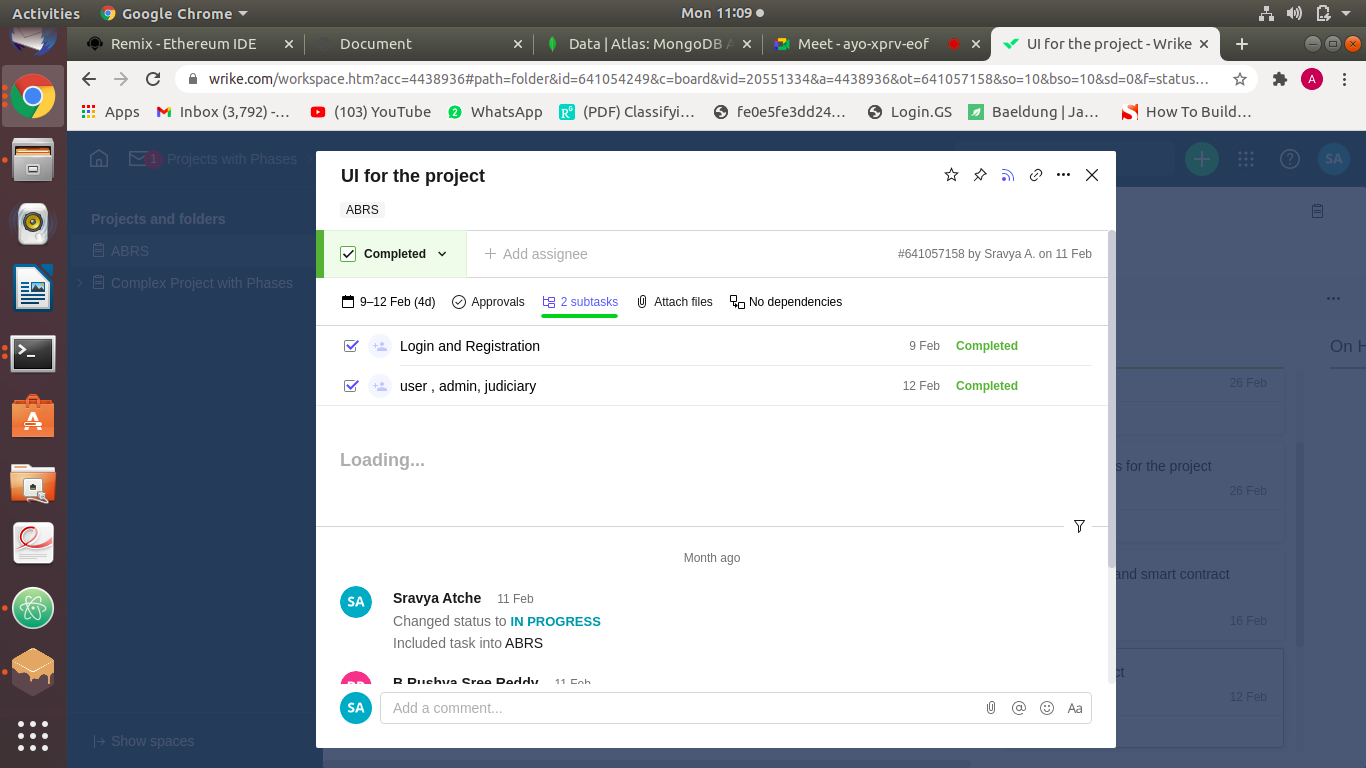 Activities
Google Chrome
Mon 11:09
Remix - Ethereum IDE
Document
Data | Atlas: MongoDB A
Meet - ayo-xprv-eof
UI for the project - Wrike
wrike.com/workspace.htm?acc=4438936#path=folder&id=641054249&c=board&vid=20551334&a=4438936&ot=641057158&so=10&bso=10&sd=0&f=status…
A
Apps
Inbox (3,792) -…
(103) YouTube
2
WhatsApp
(PDF) Classifyi…
fe0e5fe3dd24…
Login.GS
Baeldung | Ja…
How To Build…
1
Projects with Phases
SA
Projects and folders
ABRS
Complex Project with Phases
Show spaces
UI for the project
ABRS
Completed
Add assignee
#641057158 by Sravya A. on 11 Feb
9–12 Feb (4d)
Approvals
2 subtasks
Attach files
No dependencies
Login and Registration
9 Feb
Completed
user , admin, judiciary
12 Feb
Completed
Loading...
Month ago
SA
Sravya Atche
11 Feb
Changed status to IN PROGRESS
Included task into ABRS
B Rushya Sree Reddy
11 Feb
SA
Add a comment...
Aa
On H
26 Feb
s for the project
26 Feb
and smart contract
16 Feb
ct
12 Feb